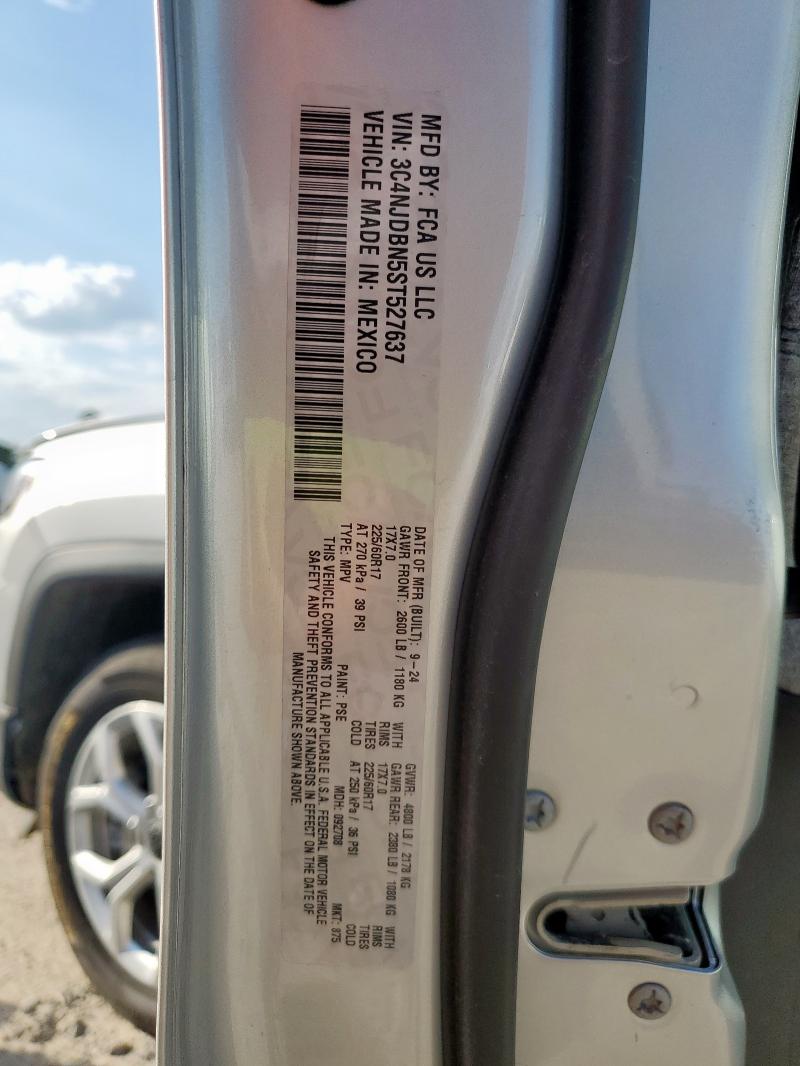 MFD BY: FCA US LLC
VIN: 3C4NJDBN5ST527637
VEHICLE MADE IN: MEXICO
DATE OF MFR (BUILT): 9-24 GVWR: 4800 LB / 2178 KG
GAWR FRONT: 2600 LB / 1180 KG WITH GAWR REAR: 2380 LB / 1080 KG WITH
17X7.0 RIMS 17X7.0 RIMS
225/60R17 TIRES 225/60R17 TIRES
AT 270 kPa / 39 PSI COLD AT 250 kPa / 36 PSI COLD
TYPE: MPV PAINT: PSE MDH: 092708 MKT: 875
THIS VEHICLE CONFORMS TO ALL APPLICABLE U.S.A. FEDERAL MOTOR VEHICLE
SAFETY AND THEFT PREVENTION STANDARDS IN EFFECT ON THE DATE OF
MANUFACTURE SHOWN ABOVE.